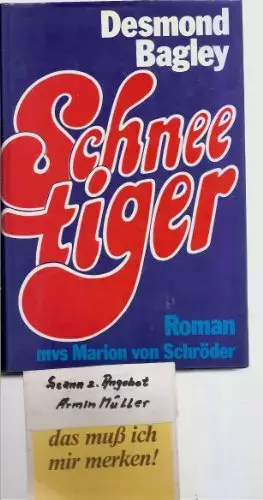 Desmond
Bagley
Schnee
tiger
Roman
mvs Marion von Schröder
Scann z. Angebot
Armin Müller
das muß ich
mir merken!